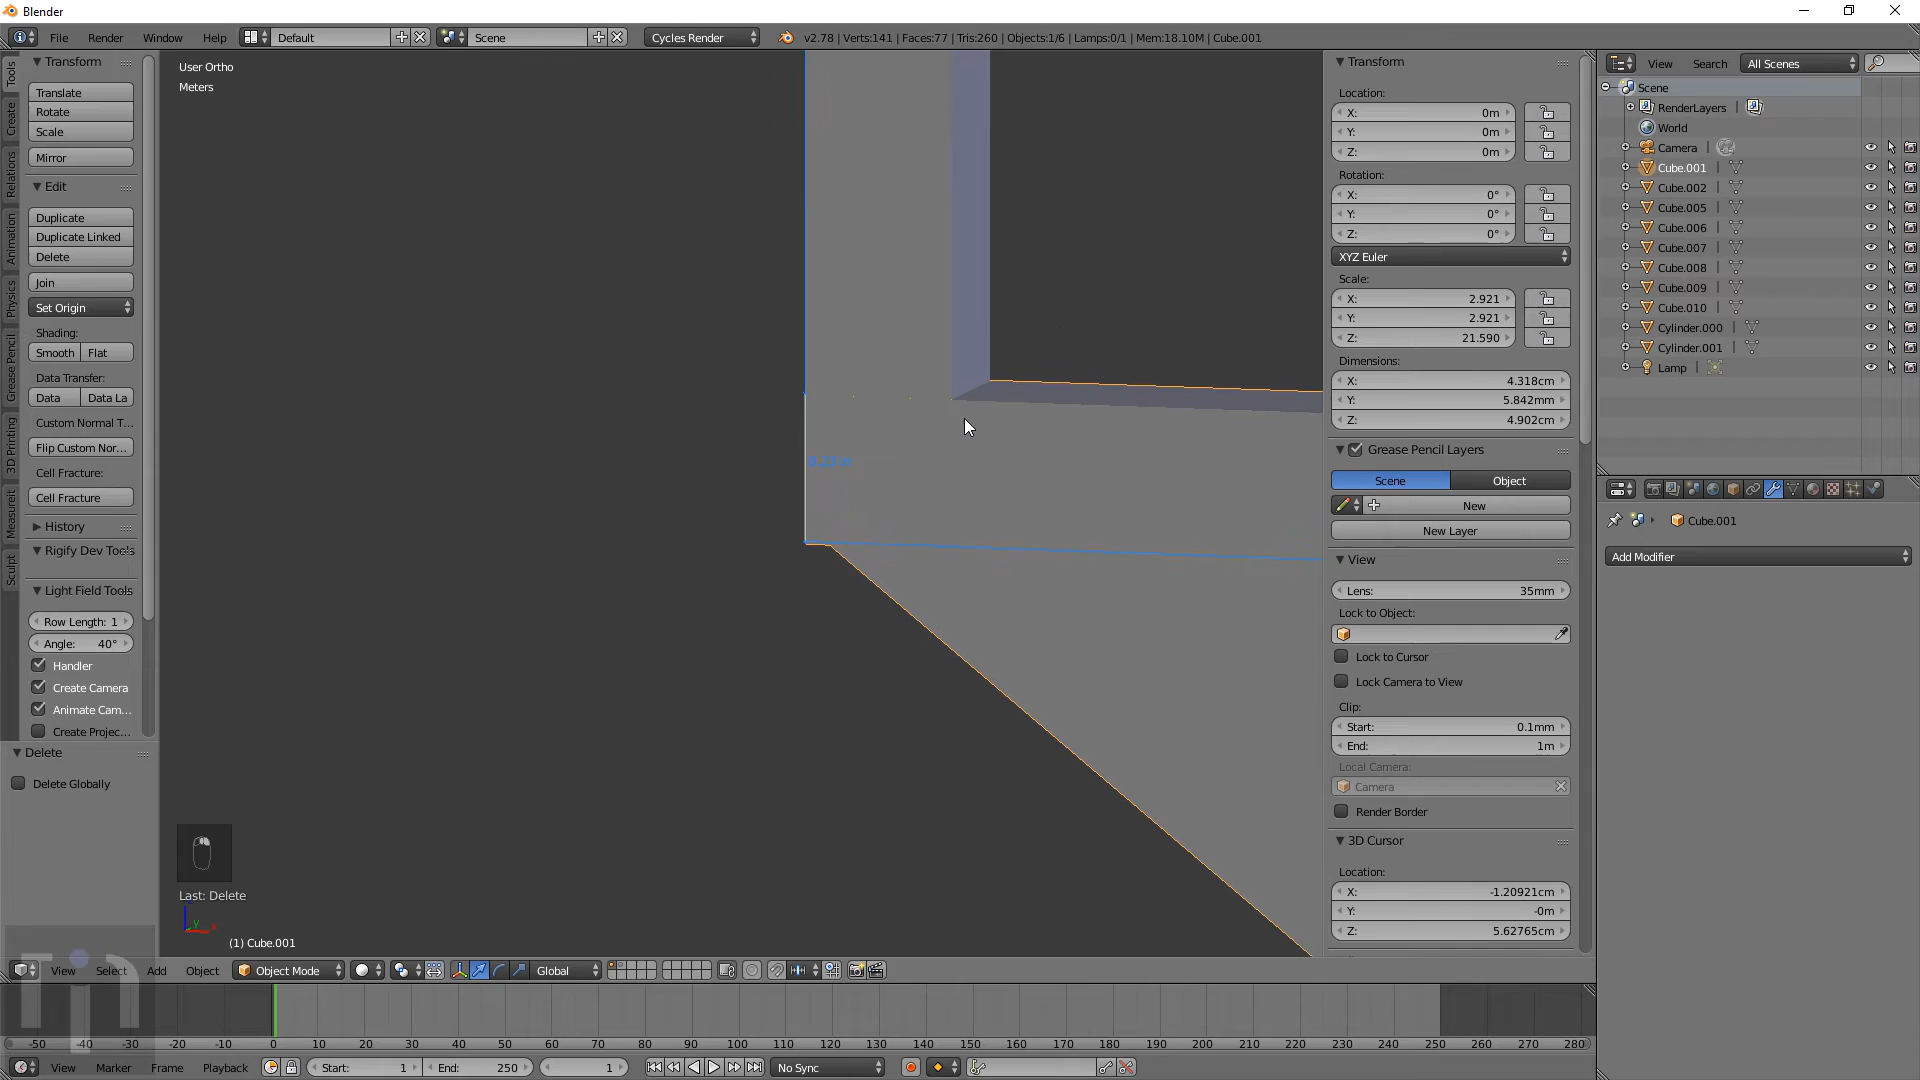 Blender
File Render Window Help Default Scene Cycles Render v2.78 | Verts:141 | Faces:77 | Tris:260 | Objects:1/6 | Lamps:0/1 | Mem:18.10M | Cube.001
Tools
Create
Relations
Animation
Physics
Grease Pencil
3D Printing
Measureit
Sculpt
Transform
Translate
Rotate
Scale
Mirror
Edit
Duplicate
Duplicate Linked
Delete
Join
Set Origin
Shading:
Smooth Flat
Data Transfer:
Data Data La
Custom Normal T...
Flip Custom Nor...
Cell Fracture:
Cell Fracture
History
Rigify Dev Tools
Light Field Tools
Row Length: 1
Angle: 40°
Handler
Create Camera
Animate Cam...
Create Projec...
Delete
Delete Globally
User Ortho
Meters
Last: Delete
(1) Cube.001
Transform
Location:
X: 0m
Y: 0m
Z: 0m
Rotation:
X: 0°
Y: 0°
Z: 0°
XYZ Euler
Scale:
X: 2.921
Y: 2.921
Z: 21.590
Dimensions:
X: 4.318cm
Y: 5.842mm
Z: 4.902cm
Grease Pencil Layers
Scene Object
New
New Layer
View
Lens: 35mm
Lock to Object:
Lock to Cursor
Lock Camera to View
Clip:
Start: 0.1mm
End: 1m
Local Camera:
Camera
Render Border
3D Cursor
Location:
X: -1.20921cm
Y: -0m
Z: 5.62765cm
View Search All Scenes
Scene
RenderLayers |
World
Camera |
Cube.001 |
Cube.002 |
Cube.005 |
Cube.006 |
Cube.007 |
Cube.008 |
Cube.009 |
Cube.010 |
Cylinder.000 |
Cylinder.001 |
Lamp |
Cube.001
Add Modifier
View Select Add Object Object Mode Global
-50 -40 -30 -20 -10 0 10 20 30 40 50 60 70 80 90 100 110 120 130 140 150 160 170 180 190 200 210 220 230 240 250 260 270 280
View Marker Frame Playback Start: 1 End: 250 1 No Sync